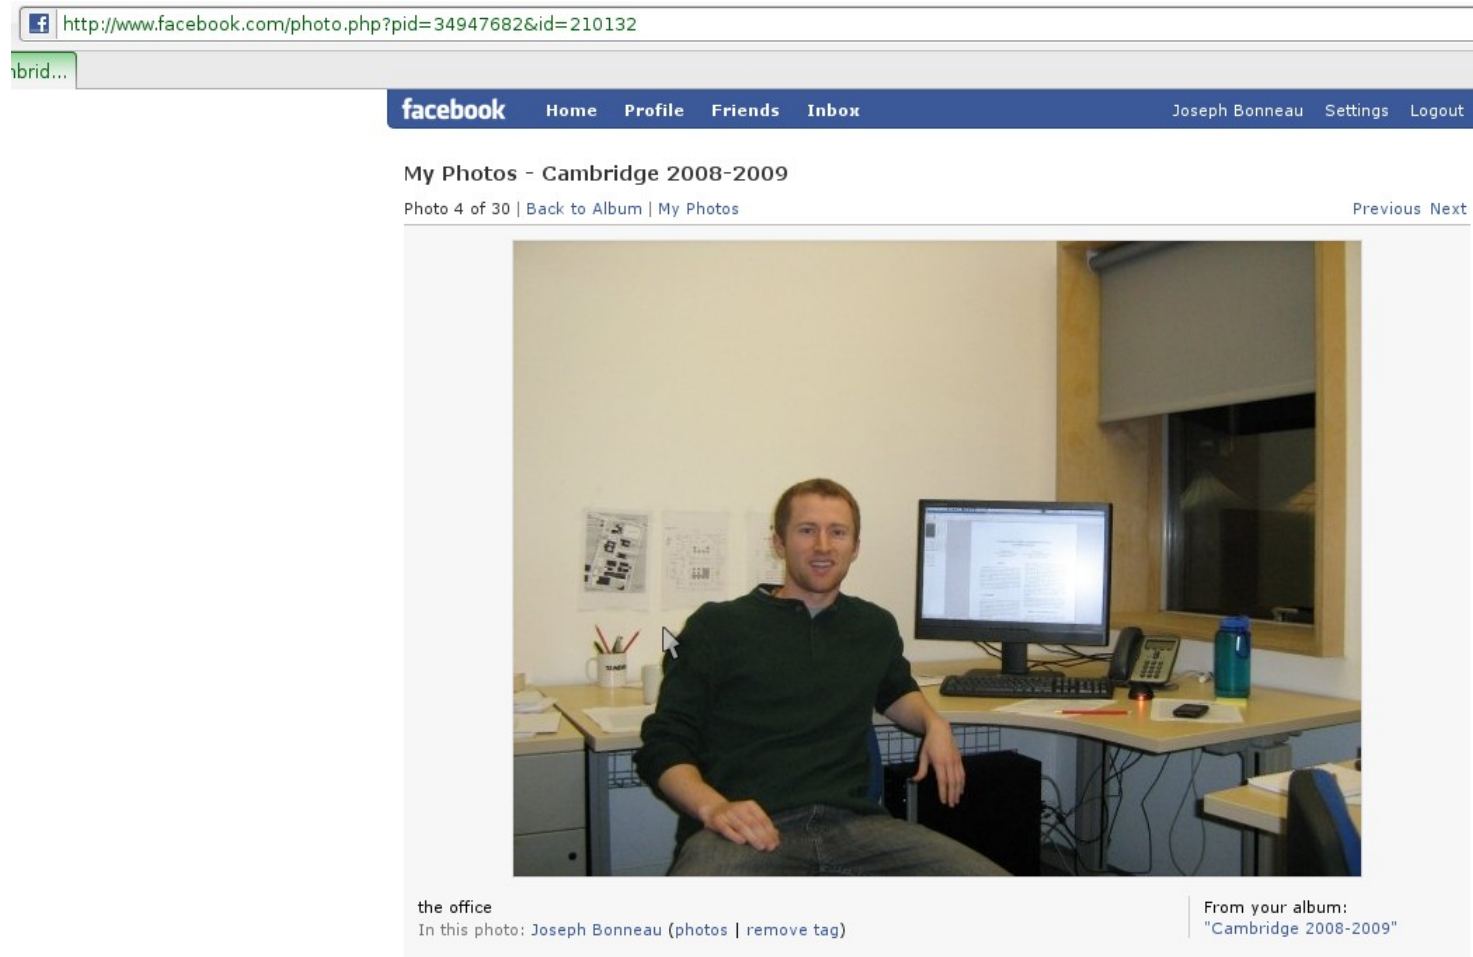 http://www.facebook.com/photo.php?pid=34947682&id=210132
nbrid...
facebook Home Profile Friends Inbox Joseph Bonneau Settings Logout
My Photos - Cambridge 2008-2009
Photo 4 of 30 | Back to Album | My Photos Previous Next
the office
In this photo: Joseph Bonneau (photos | remove tag)
From your album:
"Cambridge 2008-2009"